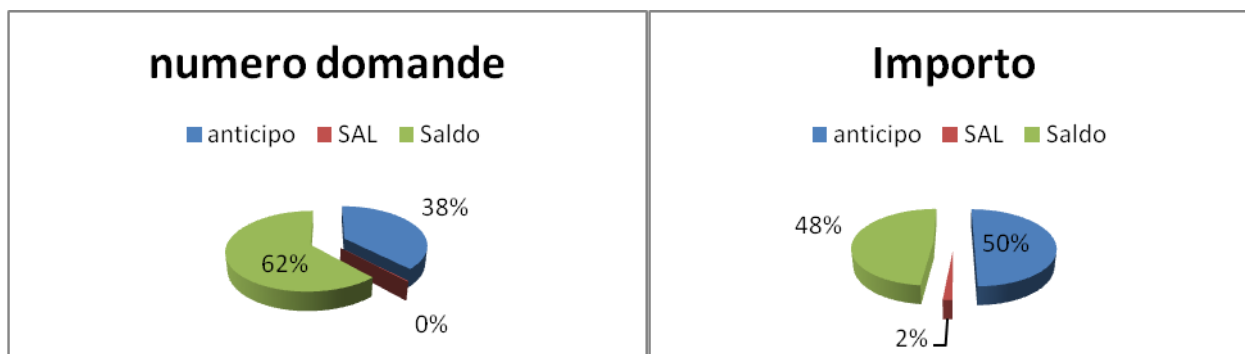 numero domande
anticipo SAL Saldo
38%
62%
0%
Importo
anticipo SAL Saldo
48%
50%
2%